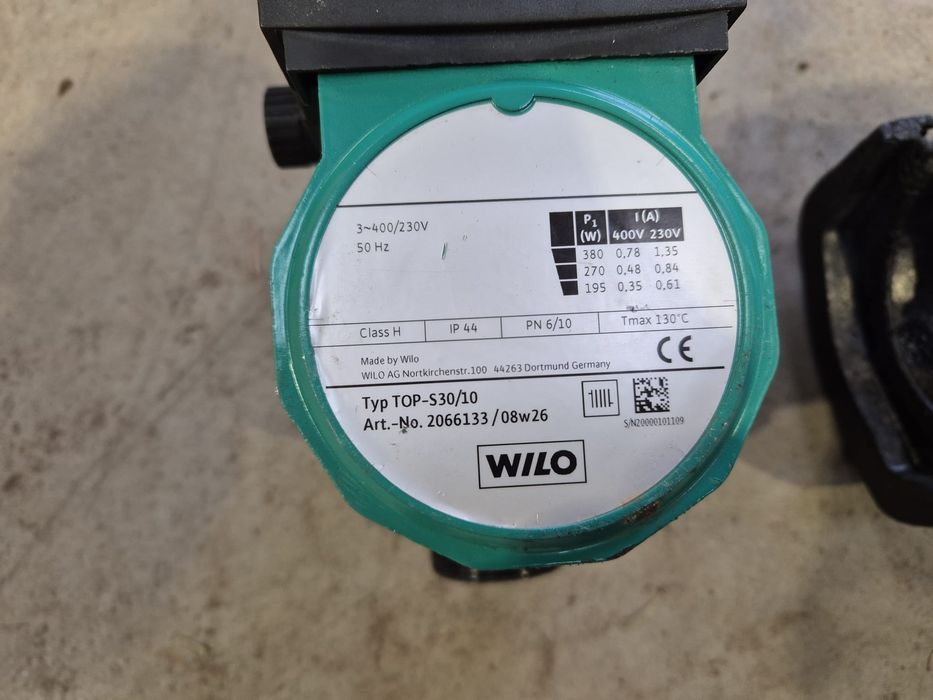 3~400/230V
50 Hz
P1 (W) I (A)
400V 230V
380 0,78 1,35
270 0,48 0,84
195 0,35 0,61
Class H IP 44 PN 6/10 Tmax 130°C
Made by Wilo
WILO AG Nortkirchenstr.100 44263 Dortmund Germany
CE
Typ TOP-S30/10
Art.-No. 2066133/08w26
S/N20000101109
WILO